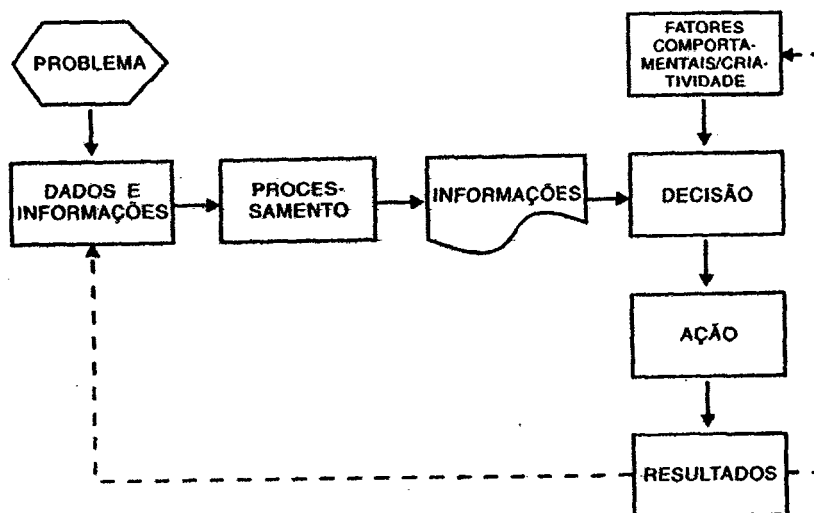 PROBLEMA
FATORES
COMPORTA-
MENTAIS/CRIA-
TIVIDADE
DADOS E
INFORMAÇÕES
PROCES-
SAMENTO
INFORMAÇÕES
DECISÃO
AÇÃO
RESULTADOS